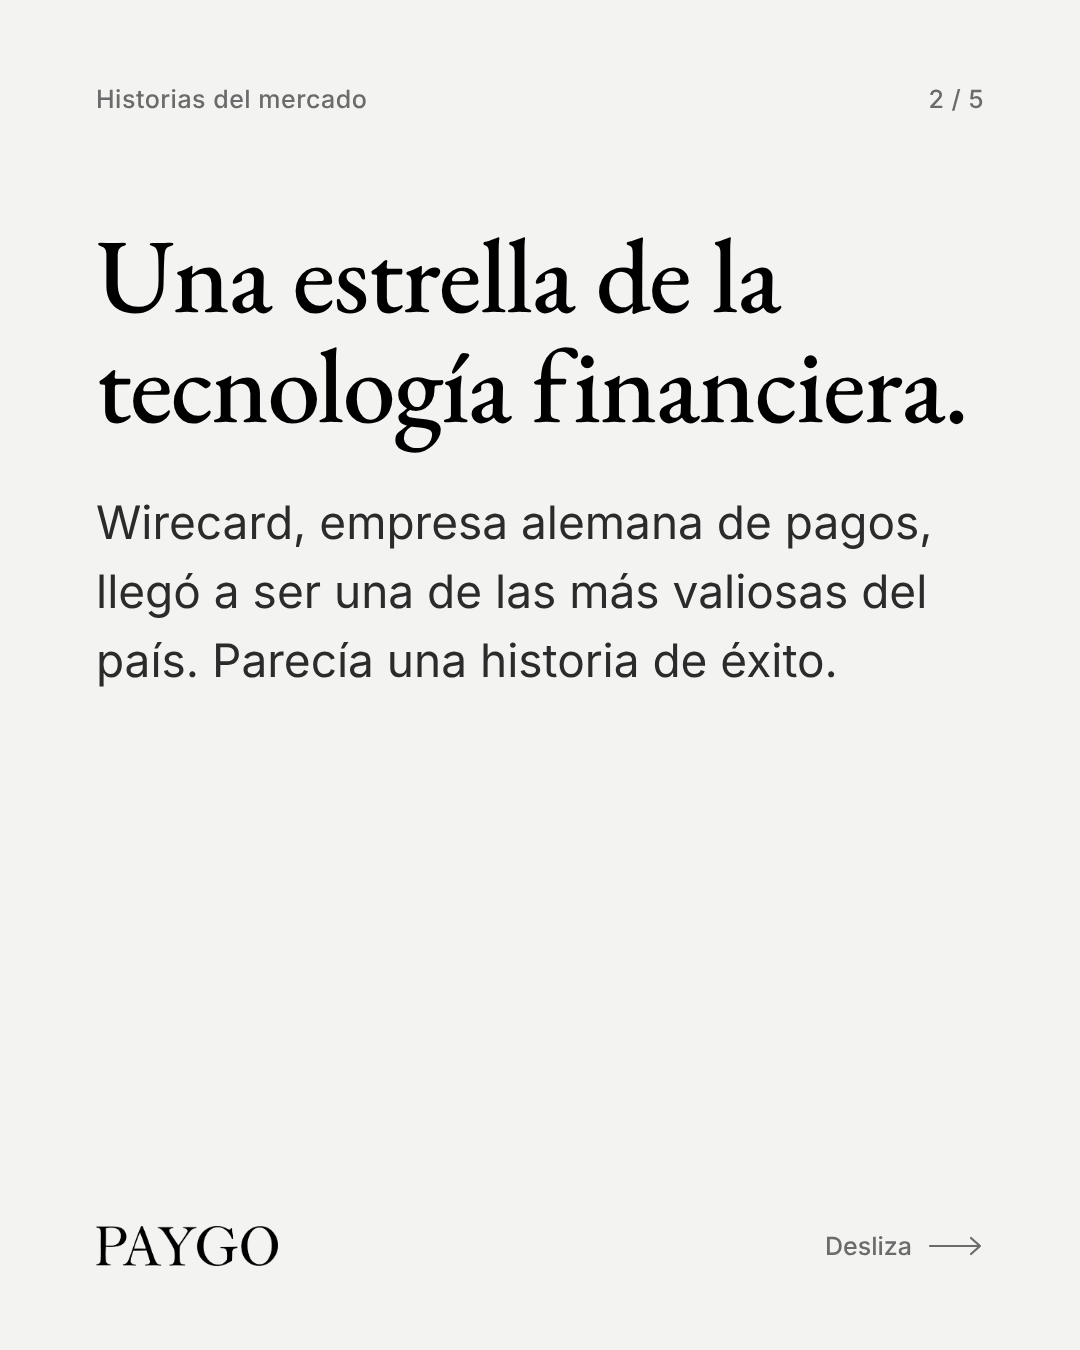 Historias del mercado
2 / 5
Una estrella de la
tecnología financiera.
Wirecard, empresa alemana de pagos,
llegó a ser una de las más valiosas del
país. Parecía una historia de éxito.
PAYGO
Desliza